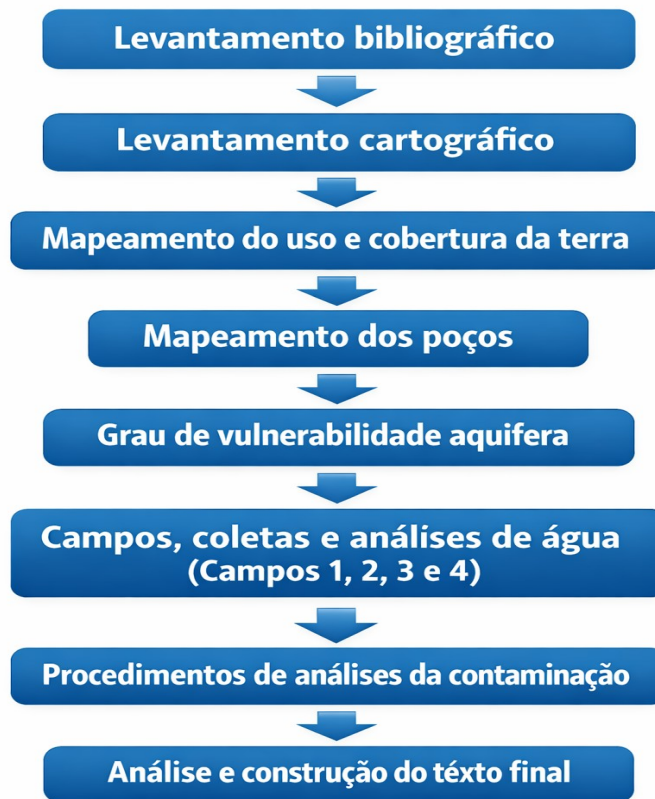 Levantamento bibliográfico
Levantamento cartográfico
Mapeamento do uso e cobertura da terra
Mapeamento dos poços
Grau de vulnerabilidade aquifera
Campos, coletas e análises de água
(Campos 1, 2, 3 e 4)
Procedimentos de análises da contaminação
Análise e construção do téxto final